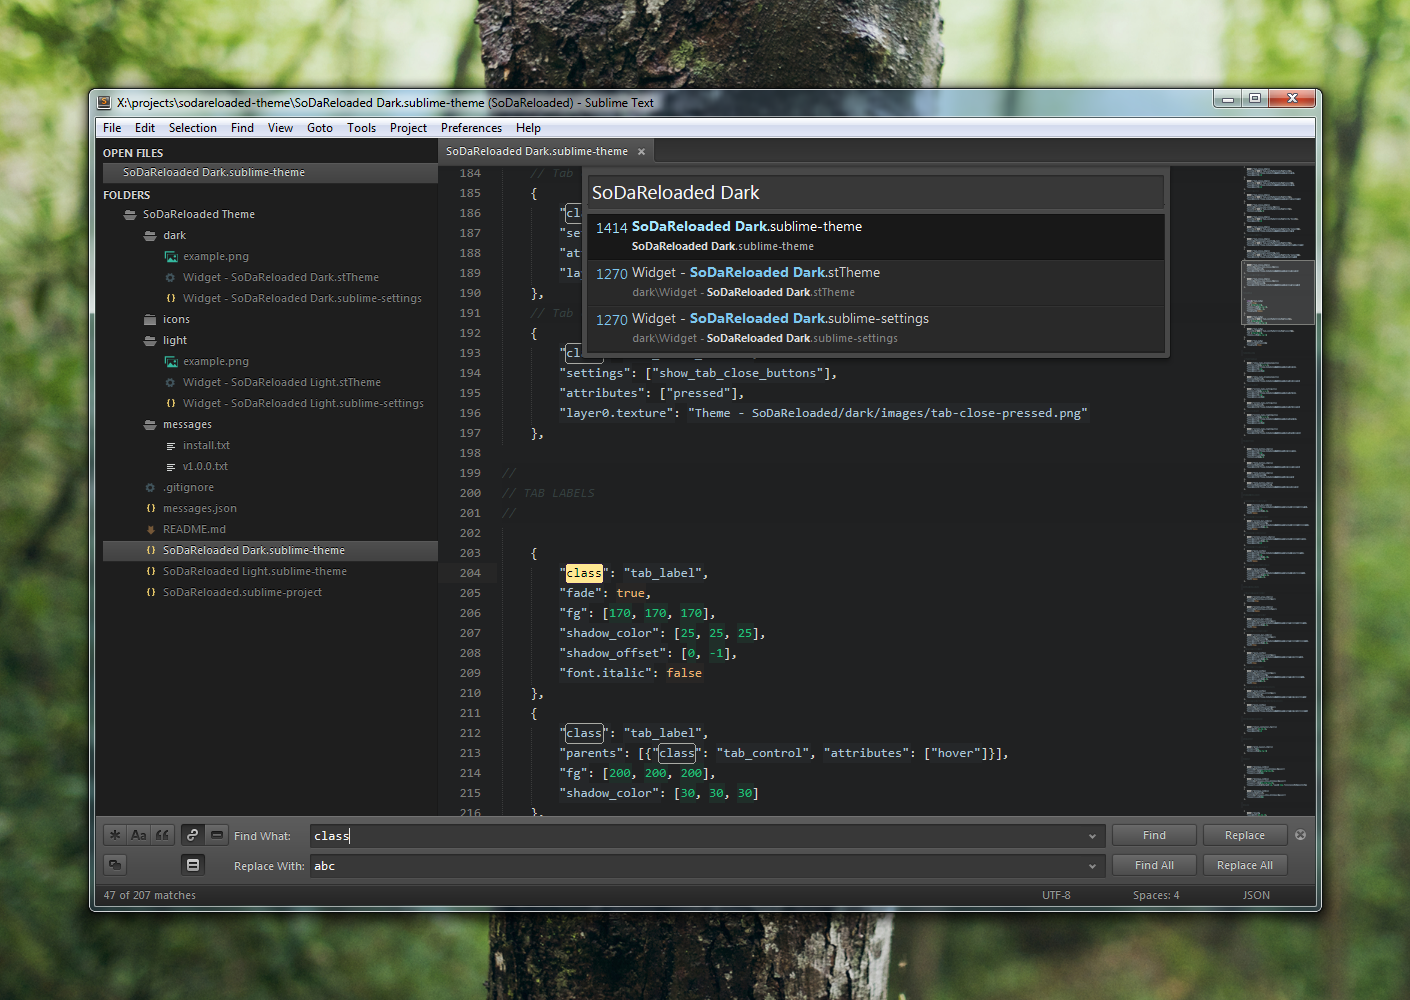 X:\projects\sodareloaded-theme\SoDaReloaded Dark.sublime-theme (SoDaReloaded) - Sublime Text
File Edit Selection Find View Goto Tools Project Preferences Help
OPEN FILES
SoDaReloaded Dark.sublime-theme
FOLDERS
SoDaReloaded Theme
dark
example.png
Widget - SoDaReloaded Dark.stTheme
Widget - SoDaReloaded Dark.sublime-settings
icons
light
example.png
Widget - SoDaReloaded Light.stTheme
Widget - SoDaReloaded Light.sublime-settings
messages
install.txt
v1.0.0.txt
.gitignore
messages.json
README.md
SoDaReloaded Dark.sublime-theme
SoDaReloaded Light.sublime-theme
SoDaReloaded.sublime-project
SoDaReloaded Dark.sublime-theme ×
SoDaReloaded Dark
1414 SoDaReloaded Dark.sublime-theme
SoDaReloaded Dark.sublime-theme
1270 Widget - SoDaReloaded Dark.stTheme
dark\Widget - SoDaReloaded Dark.stTheme
1270 Widget - SoDaReloaded Dark.sublime-settings
dark\Widget - SoDaReloaded Dark.sublime-settings
184 // Tab
185 {
186 "cl
187 "se
188 "at
189 "la
190 },
191 // Tab
192 {
193 "cl
194 "settings": ["show_tab_close_buttons"],
195 "attributes": ["pressed"],
196 "layer0.texture": "Theme - SoDaReloaded/dark/images/tab-close-pressed.png"
197 },
198
199 //
200 // TAB LABELS
201 //
202
203 {
204 "class": "tab_label",
205 "fade": true,
206 "fg": [170, 170, 170],
207 "shadow_color": [25, 25, 25],
208 "shadow_offset": [0, -1],
209 "font.italic": false
210 },
211 {
212 "class": "tab_label",
213 "parents": [{"class": "tab_control", "attributes": ["hover"]}],
214 "fg": [200, 200, 200],
215 "shadow_color": [30, 30, 30]
216 },
Aa Find What: class Find Replace
Replace With: abc Find All Replace All
47 of 207 matches UTF-8 Spaces: 4 JSON